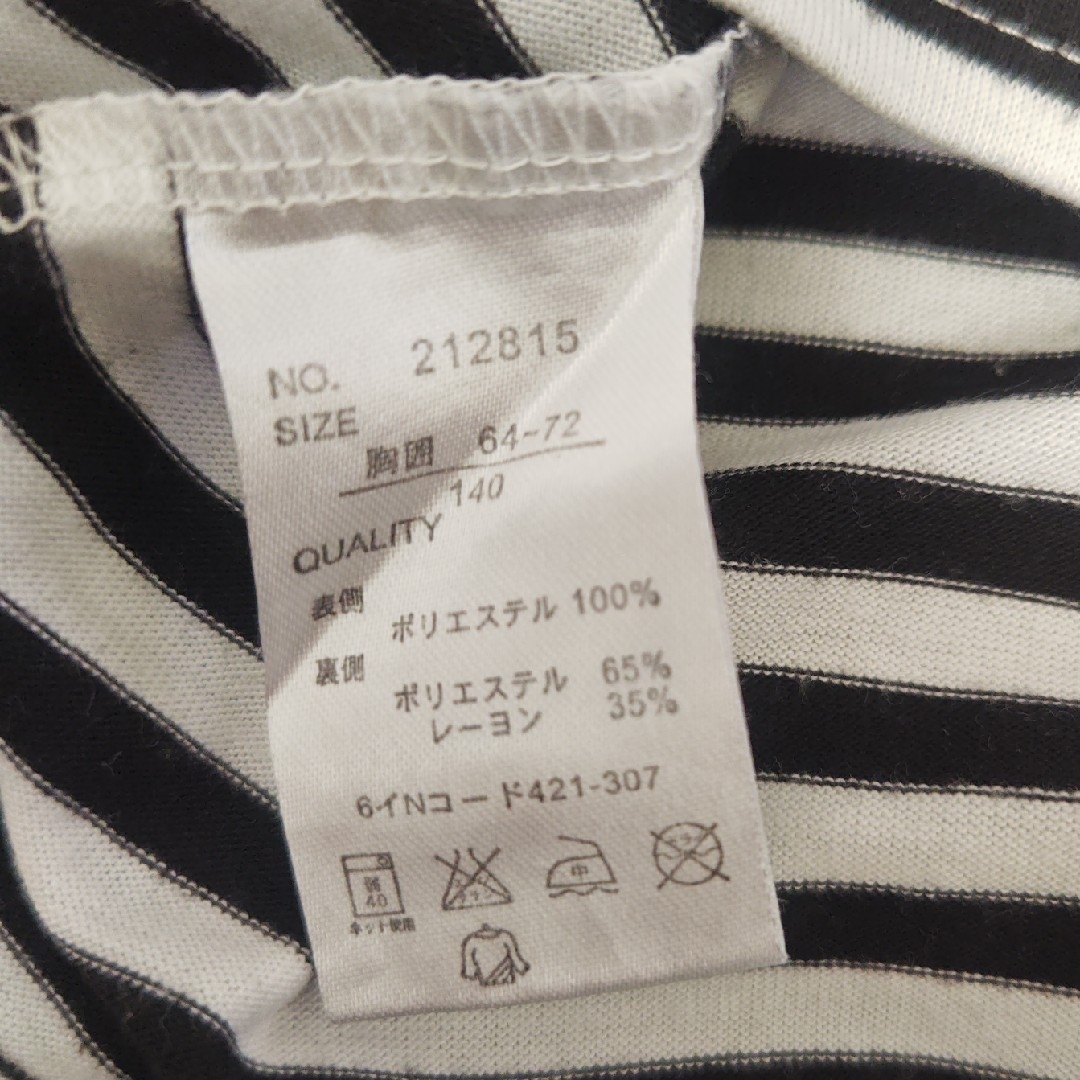 NO. 212815
SIZE
胸囲 64-72
140
QUALITY
表側
ポリエステル 100%
裏側
ポリエステル 65%
レーヨン 35%
6イNコード421-307
弱
40
中
ネット使用